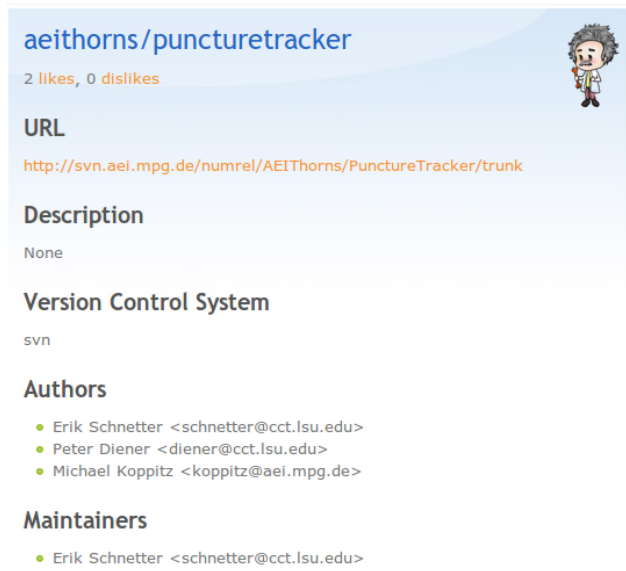 aeithorns/puncturetracker
2 likes, 0 dislikes
URL
http://svn.aei.mpg.de/numrel/AEIThorns/PunctureTracker/trunk
Description
None
Version Control System
svn
Authors
Erik Schnetter <schnetter@cct.lsu.edu>
Peter Diener <diener@cct.lsu.edu>
Michael Koppitz <koppitz@aei.mpg.de>
Maintainers
Erik Schnetter <schnetter@cct.lsu.edu>